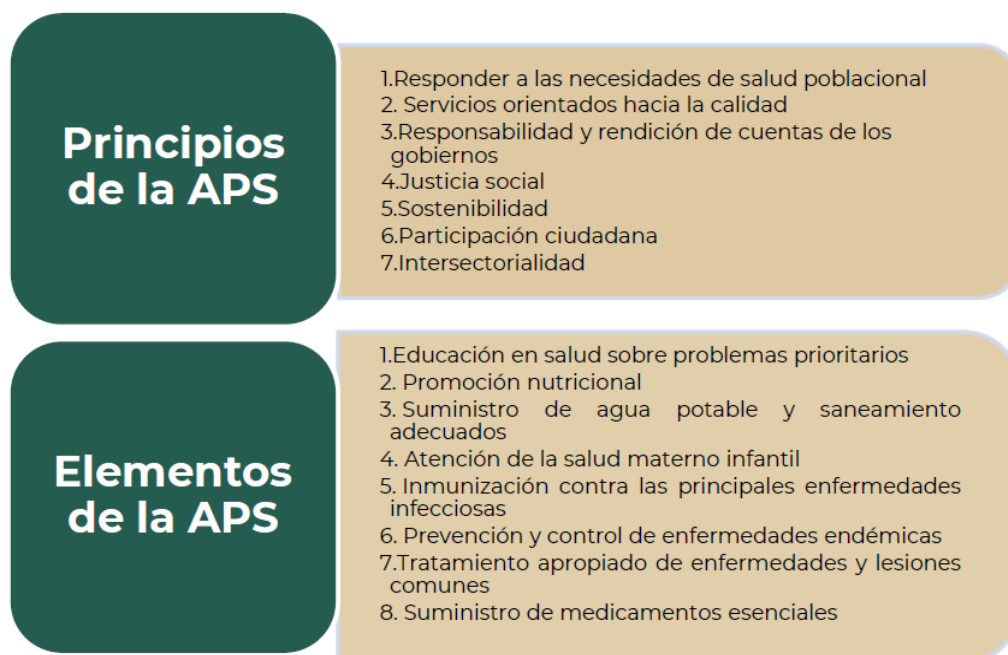 Principios
de la APS
1.Responder a las necesidades de salud poblacional
2. Servicios orientados hacia la calidad
3.Responsabilidad y rendición de cuentas de los
gobiernos
4.Justicia social
5.Sostenibilidad
6.Participación ciudadana
7.Intersectorialidad
Elementos
de la APS
1.Educación en salud sobre problemas prioritarios
2. Promoción nutricional
3. Suministro de agua potable y saneamiento
adecuados
4. Atención de la salud materno infantil
5. Inmunización contra las principales enfermedades
infecciosas
6. Prevención y control de enfermedades endémicas
7.Tratamiento apropiado de enfermedades y lesiones
comunes
8. Suministro de medicamentos esenciales